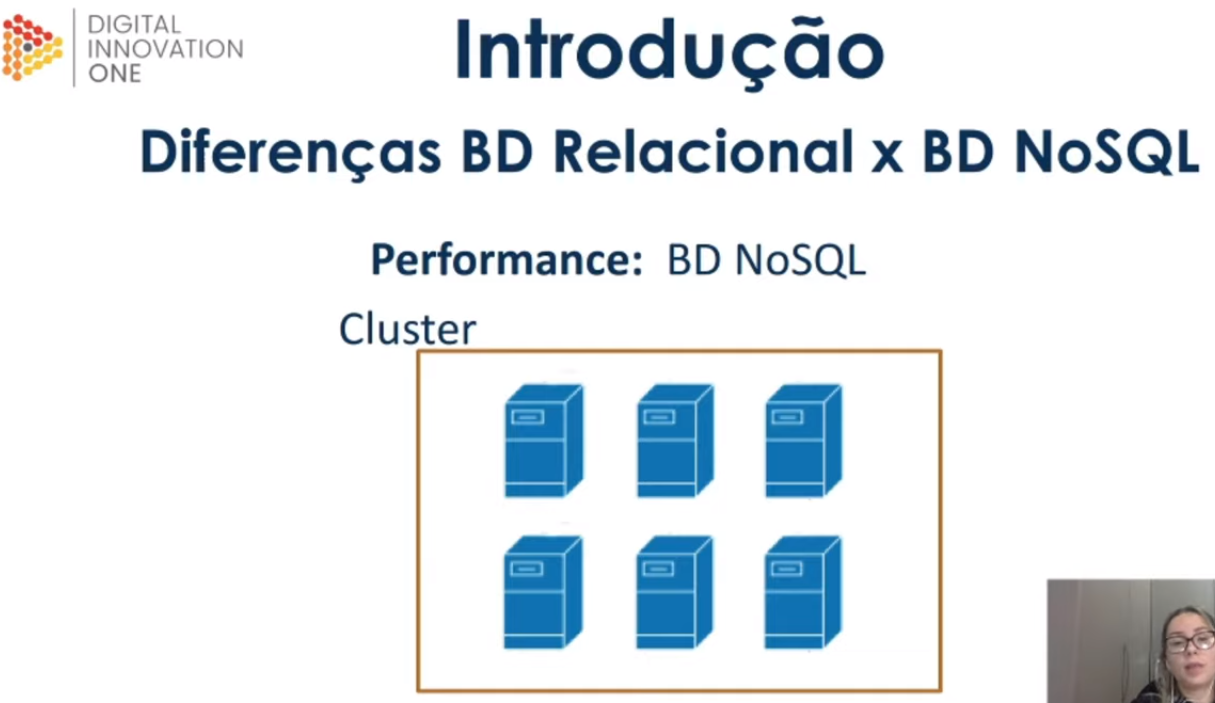 DIGITAL
INNOVATION
ONE
Introdução
Diferenças BD Relacional x BD NoSQL
Performance: BD NoSQL
Cluster